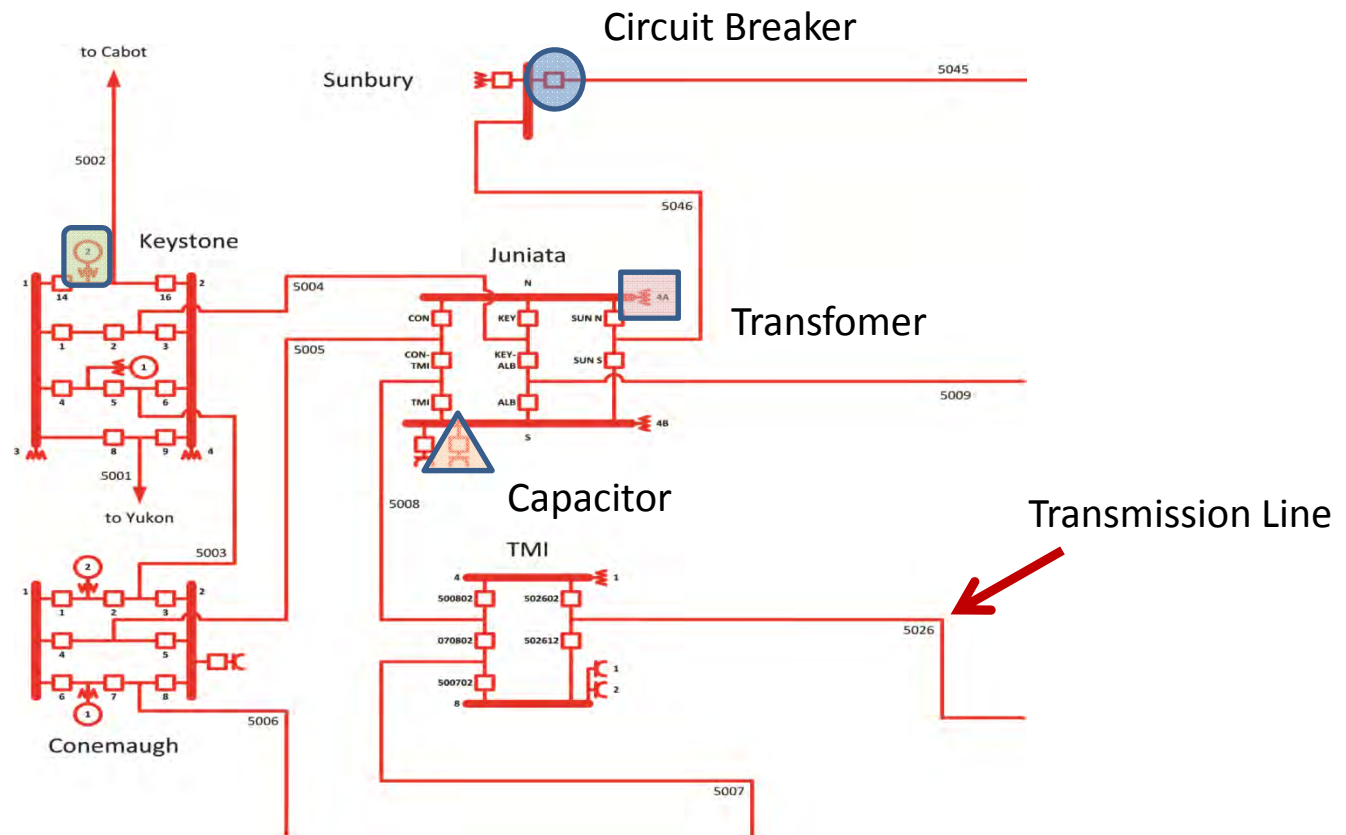 Circuit Breaker
to Cabot
Sunbury
5045
5002
5046
2
Keystone
Juniata
N
1
14
16
2
5004
4A
CON
KEY
SUN N
Transfomer
1
2
3
5005
CON-
TMI
KEY-
ALB
SUN S
1
4
5
6
5009
TMI
ALB
S
4B
3
8
9
4
5001
5008
Capacitor
to Yukon
Transmission Line
5003
TMI
2
1
2
4
1
1
2
3
500802
502602
5026
4
5
070802
502612
1
6
7
8
500702
2
1
8
5006
Conemaugh
5007